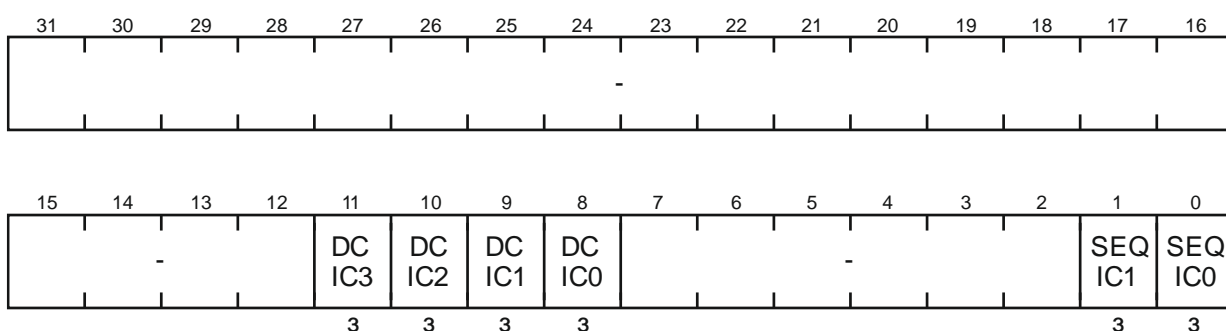 31 30 29 28 27 26 25 24 23 22 21 20 19 18 17 16
-
15 14 13 12 11 10 9 8 7 6 5 4 3 2 1 0
- DC IC3 DC IC2 DC IC1 DC IC0 - SEQ IC1 SEQ IC0
3 3 3 3 3 3